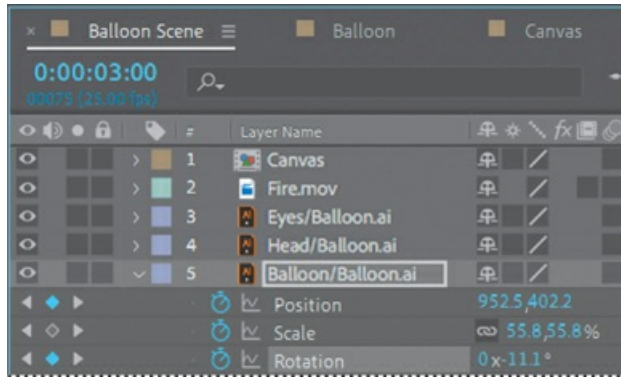 × Balloon Scene ≡ Balloon Canvas
0:00:03:00
00075 (25.00 fps)
# Layer Name fx
1 Canvas
2 Fire.mov
3 Eyes/Balloon.ai
4 Head/Balloon.ai
5 Balloon/Balloon.ai
Position 952.5,402.2
Scale 55.8,55.8%
Rotation 0x-11.1°